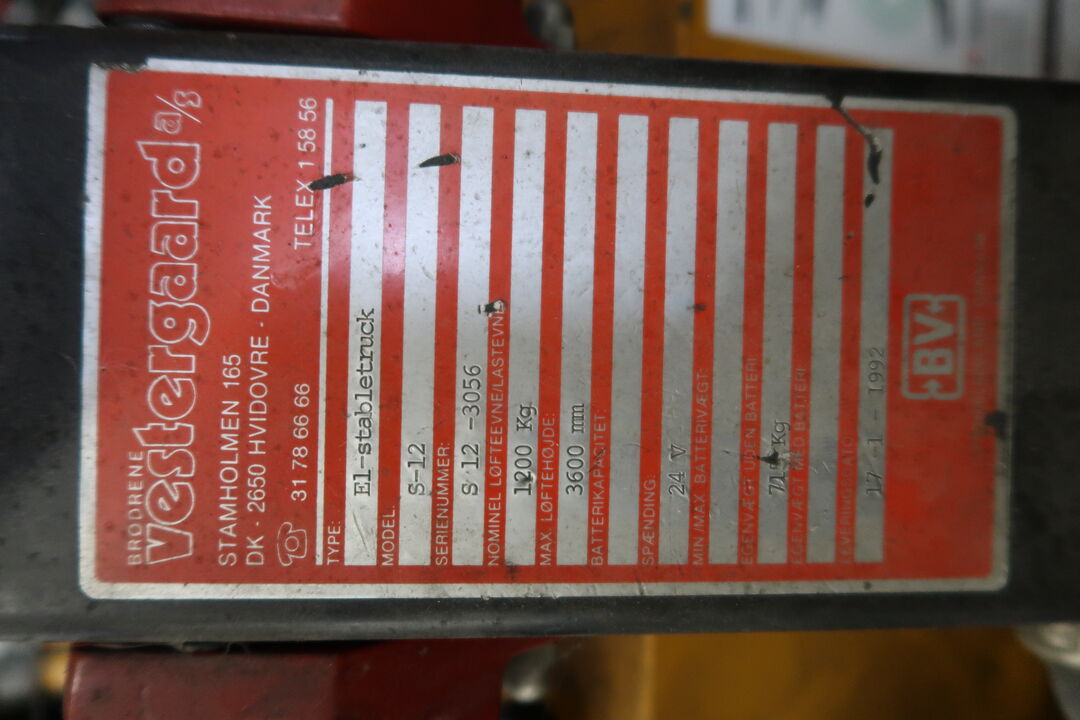 BRØDRENE
Vestergaard a/s
STAMHOLMEN 165
DK - 2650 HVIDOVRE - DANMARK
31 78 66 66 TELEX 1 58 56
TYPE:
El-stabletruck
MODEL.
S-12
SERIENUMMER:
S 12 -3056
NOMINEL LØFTEEVNE/LASTEVNE
1200 Kg
MAX. LØFTEHØJDE:
3600 mm
BATTERIKAPACITET:
SPÆNDING:
24 V
MIN/MAX BATTERIVÆGT:
EGENVÆGT UDEN BATTERI:
715 Kg
EGENVÆGT MED BATTERI:
LEVERINGSDATO:
17 -1 - 1992
BV